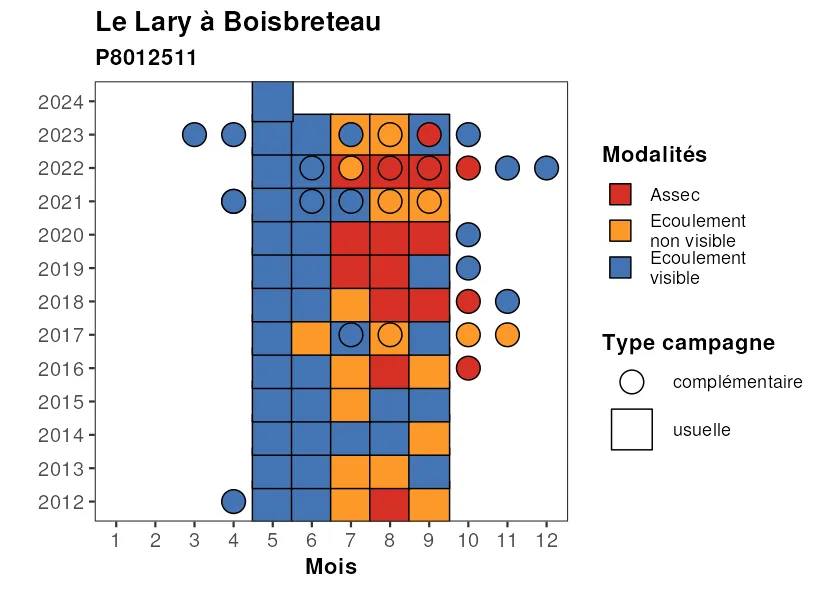 Le Lary à Boisbreteau
P8012511
2024
2023
2022
2021
2020
2019
2018
2017
2016
2015
2014
2013
2012
1 2 3 4 5 6 7 8 9 10 11 12
Mois
Modalités
Assec
Ecoulement
non visible
Ecoulement
visible
Type campagne
complémentaire
usuelle